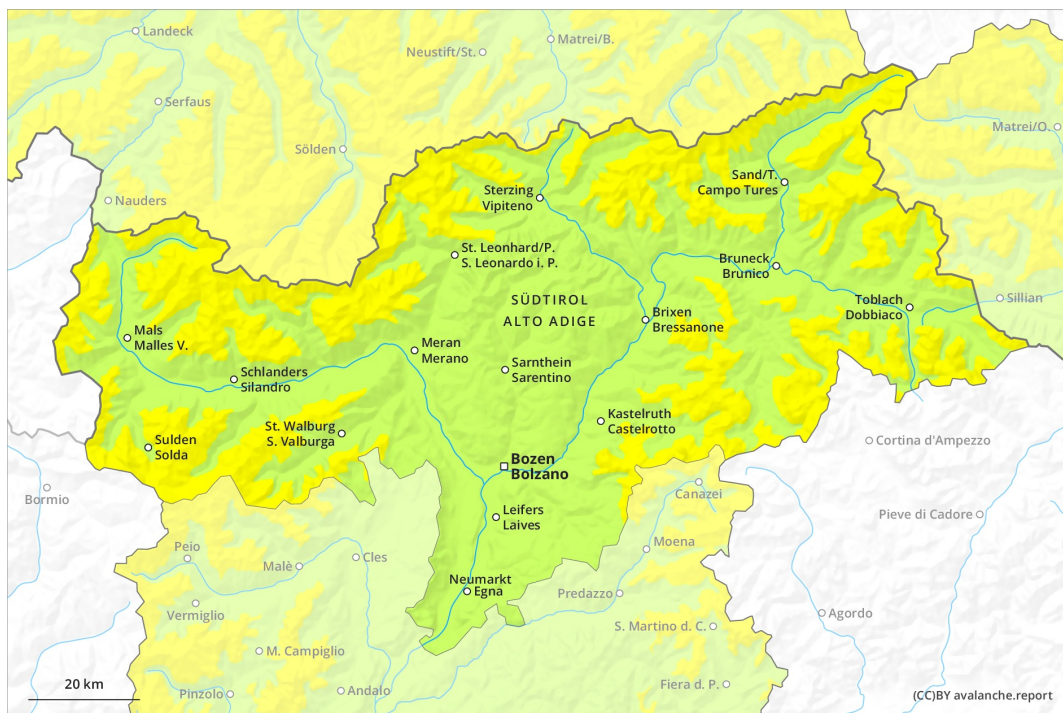 Landeck
Matrei/B.
Neustift/St.
Serfaus
Matrei/O.
Sölden
Sand/T.
Campo Tures
Sterzing
Vipiteno
Nauders
St. Leonhard/P.
S. Leonardo i. P.
Bruneck
Brunico
SÜDTIROL
ALTO ADIGE
Toblach
Dobbiaco
Sillian
Brixen
Bressanone
Mals
Malles V.
Meran
Merano
Sarnthein
Sarentino
Schlanders
Silandro
Kastelruth
Castelrotto
St. Walburg
S. Valburga
Sulden
Solda
Cortina d'Ampezzo
Bozen
Bolzano
Bormio
Canazei
Leifers
Laives
Pieve di Cadore
Moena
Peio
Cles
Malè
Neumarkt
Egna
Predazzo
Vermiglio
Agordo
S. Martino d. C.
M. Campiglio
20 km
Pinzolo
Andalo
Fiera d. P.
(CC)BY avalanche.report